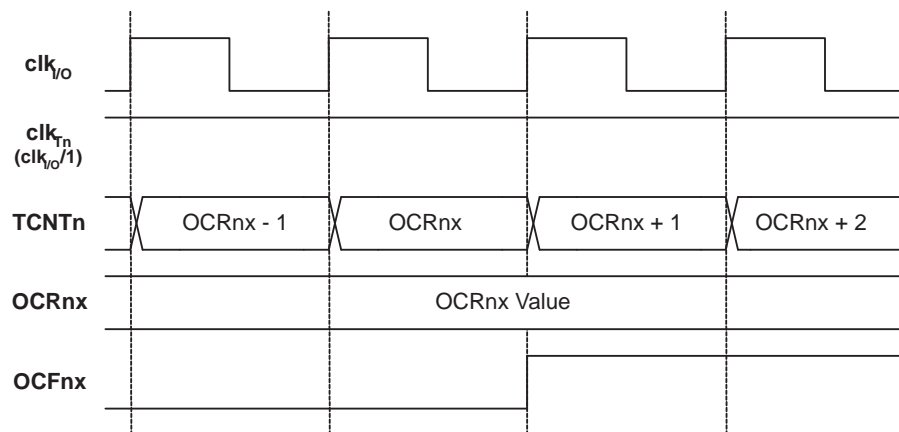 clkI/O
clkTn
(clkI/O/1)
TCNTn OCRnx - 1 OCRnx OCRnx + 1 OCRnx + 2
OCRnx OCRnx Value
OCFnx